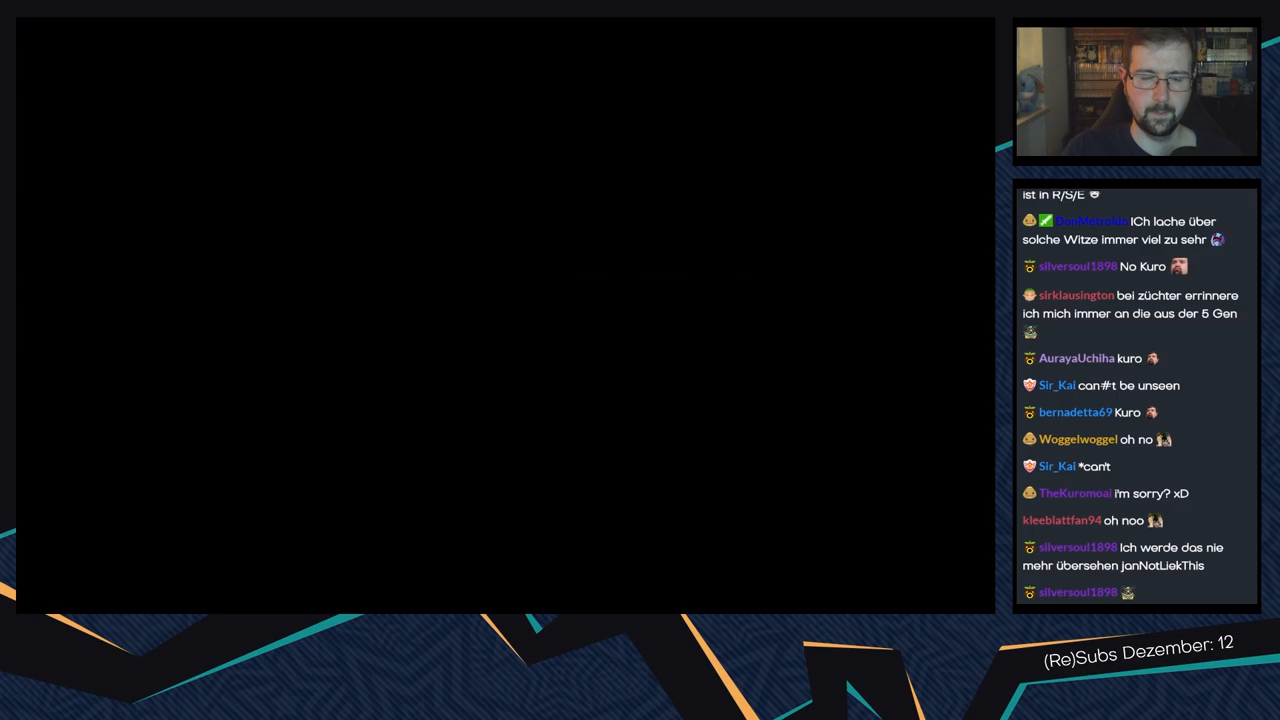 ist in R/S/E
DonMetroidz ICh lache über
solche Witze immer viel zu sehr
silversoul1898 No Kuro
sirklausington bei züchter errinnere
ich mich immer an die aus der 5 Gen
AurayaUchiha kuro
Sir_Kai can#t be unseen
bernadetta69 Kuro
Woggelwoggel oh no
Sir_Kai *can't
TheKuromoai i'm sorry? xD
kleeblattfan94 oh noo
silversoul1898 Ich werde das nie
mehr übersehen janNotLiekThis
silversoul1898
(Re)Subs Dezember: 12